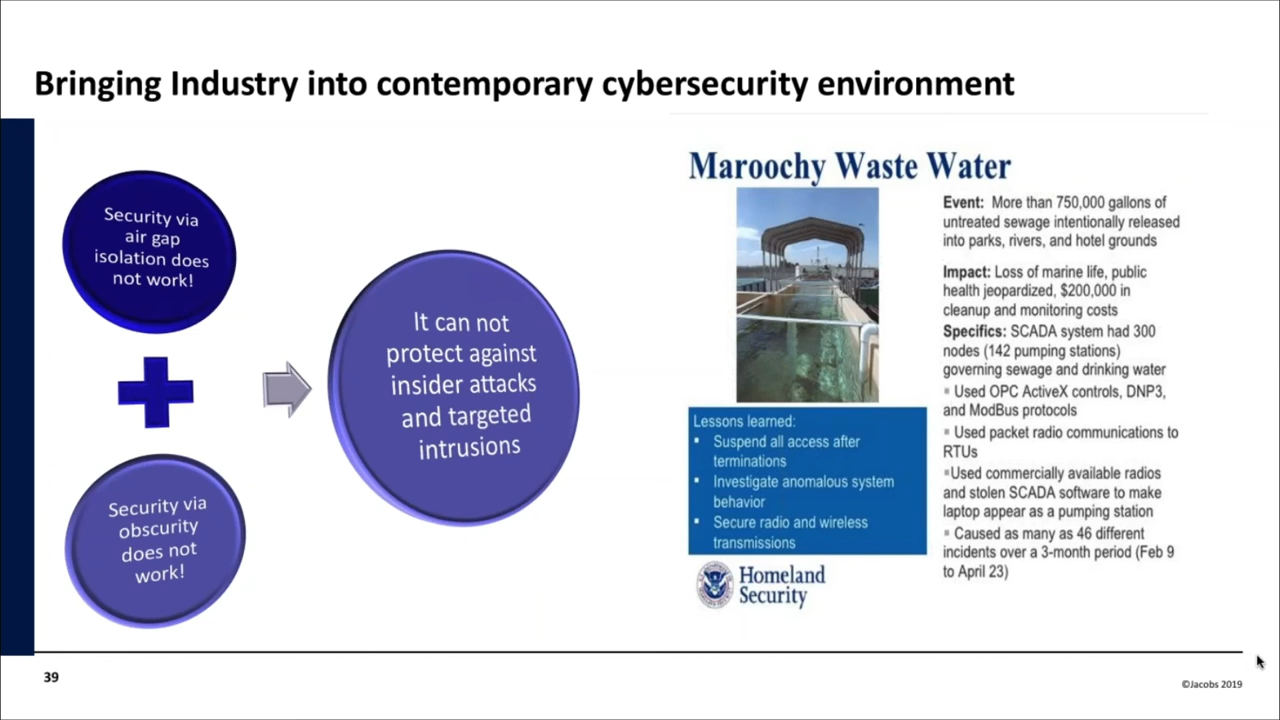 Bringing Industry into contemporary cybersecurity environment
Security via
air gap
isolation does
not work!
Security via
obscurity
does not
work!
It can not
protect against
insider attacks
and targeted
intrusions
Maroochy Waste Water
Event: More than 750,000 gallons of
untreated sewage intentionally released
into parks, rivers, and hotel grounds
Impact: Loss of marine life, public
health jeopardized, $200,000 in
cleanup and monitoring costs
Specifics: SCADA system had 300
nodes (142 pumping stations)
governing sewage and drinking water
▪ Used OPC ActiveX controls, DNP3,
and ModBus protocols
▪ Used packet radio communications to
RTUs
▪Used commercially available radios
and stolen SCADA software to make
laptop appear as a pumping station
▪ Caused as many as 46 different
incidents over a 3-month period (Feb 9
to April 23)
Lessons learned:
▪ Suspend all access after
terminations
▪ Investigate anomalous system
behavior
▪ Secure radio and wireless
transmissions
Homeland
Security
39
©Jacobs 2019